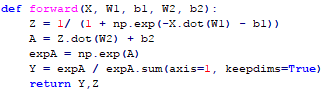 def forward(X, W1, b1, W2, b2):
    Z = 1/ (1 + np.exp(-X.dot(W1) - b1))
    A = Z.dot(W2) + b2
    expA = np.exp(A)
    Y = expA / expA.sum(axis=1, keepdims=True)
    return Y,Z